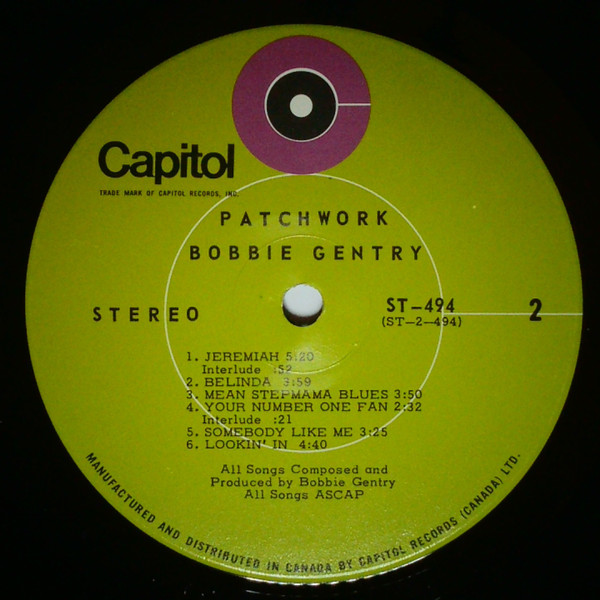 Capitol
TRADE MARK OF CAPITOL RECORDS, INC.
PATCHWORK
BOBBIE GENTRY
STEREO
ST-494
(ST-2-494)
2
1. JEREMIAH 5:20
Interlude :52
2. BELINDA 3:59
3. MEAN STEPMAMA BLUES 3:50
4. YOUR NUMBER ONE FAN 2:32
Interlude :21
5. SOMEBODY LIKE ME 3:25
6. LOOKIN' IN 4:40
All Songs Composed and
Produced by Bobbie Gentry
All Songs ASCAP
MANUFACTURED AND DISTRIBUTED IN CANADA BY CAPITOL RECORDS (CANADA) LTD.